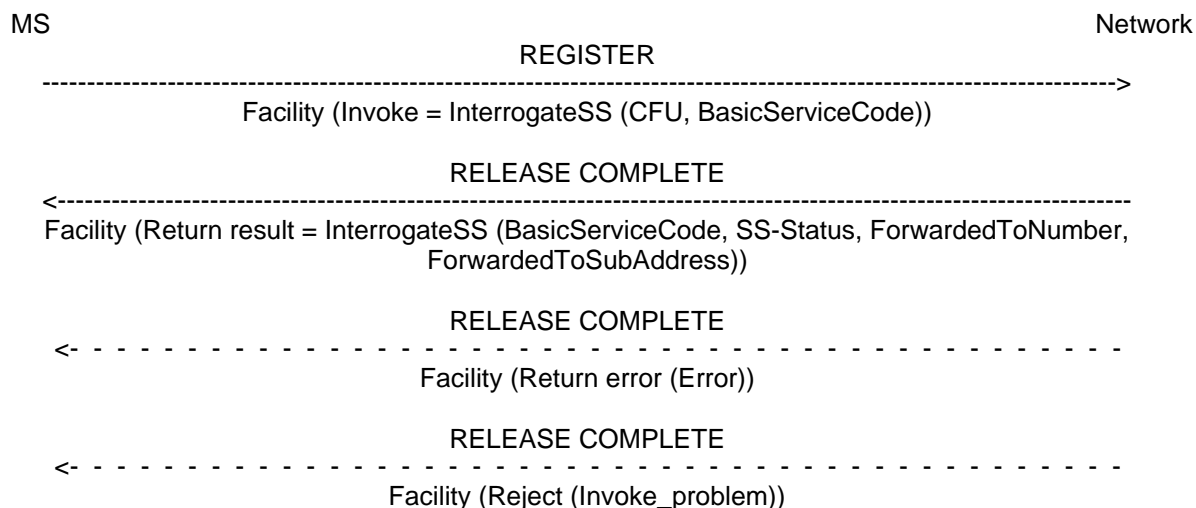 MS Network
REGISTER
------------------------------------------------------------------------------------------------------------------------>
Facility (Invoke = InterrogateSS (CFU, BasicServiceCode))
RELEASE COMPLETE
<------------------------------------------------------------------------------------------------------------------------
Facility (Return result = InterrogateSS (BasicServiceCode, SS-Status, ForwardedToNumber,
ForwardedToSubAddress))
RELEASE COMPLETE
<- - - - - - - - - - - - - - - - - - - - - - - - - - - - - - - - - - - - - - - - - - - - -
Facility (Return error (Error))
RELEASE COMPLETE
<- - - - - - - - - - - - - - - - - - - - - - - - - - - - - - - - - - - - - - - - - - - - -
Facility (Reject (Invoke_problem))